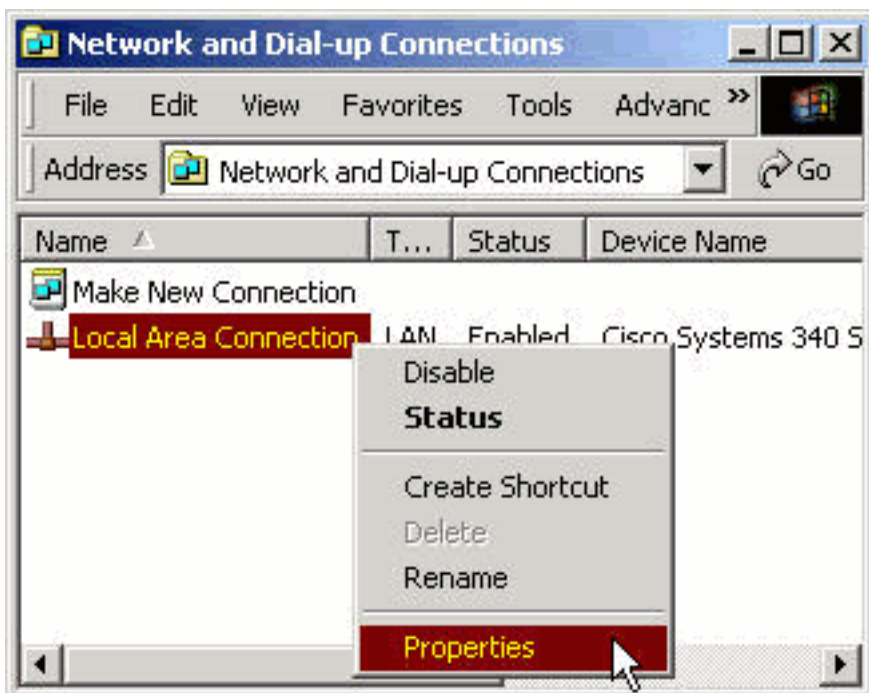 Network and Dial-up Connections
File Edit View Favorites Tools Advanc »
Address Network and Dial-up Connections Go
Name T... Status Device Name
Make New Connection
Local Area Connection LAN Enabled Cisco Systems 340 S
Disable
Status
Create Shortcut
Delete
Rename
Properties